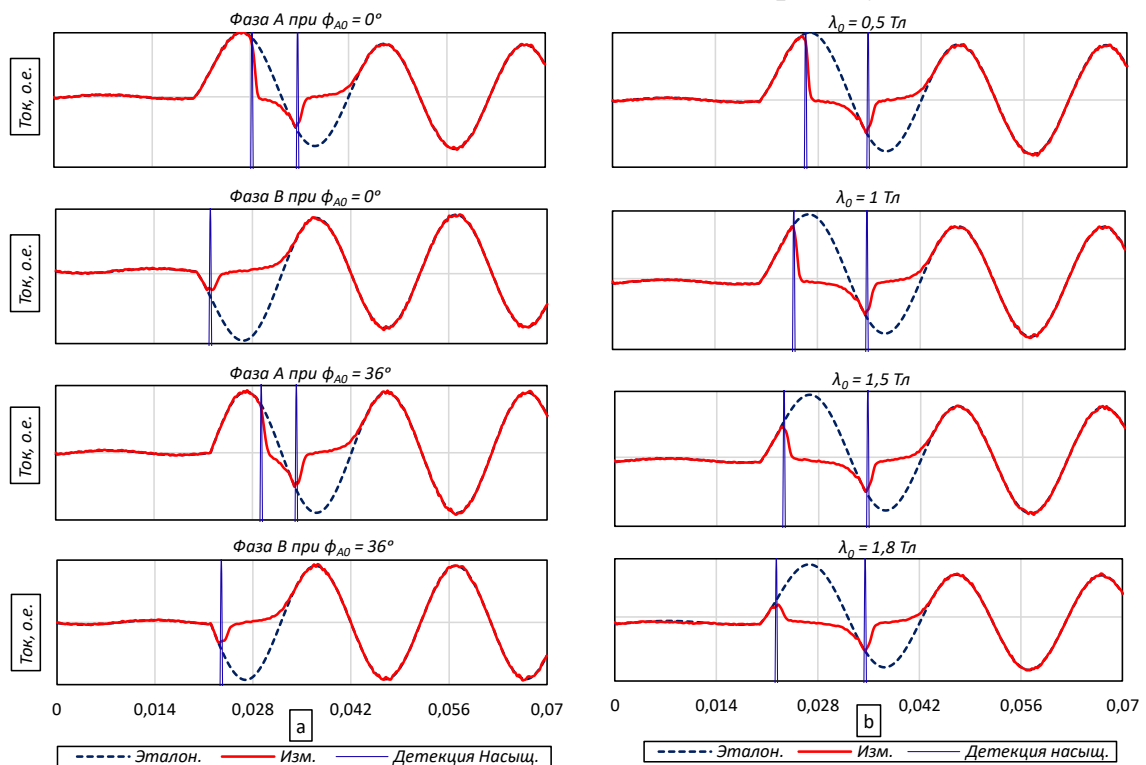 Фаза А при ϕA0 = 0°
Ток, о.е.
Фаза В при ϕA0 = 0°
Ток, о.е.
Фаза А при ϕA0 = 36°
Ток, о.е.
Фаза В при ϕA0 = 36°
Ток, о.е.
0 0,014 0,028 0,042 0,056 0,07
a
Эталон. Изм. Детекция Насыщ.
λ0 = 0,5 Тл
λ0 = 1 Тл
λ0 = 1,5 Тл
λ0 = 1,8 Тл
0 0,014 0,028 0,042 0,056 0,07
b
Эталон. Изм. Детекция Насыщ.